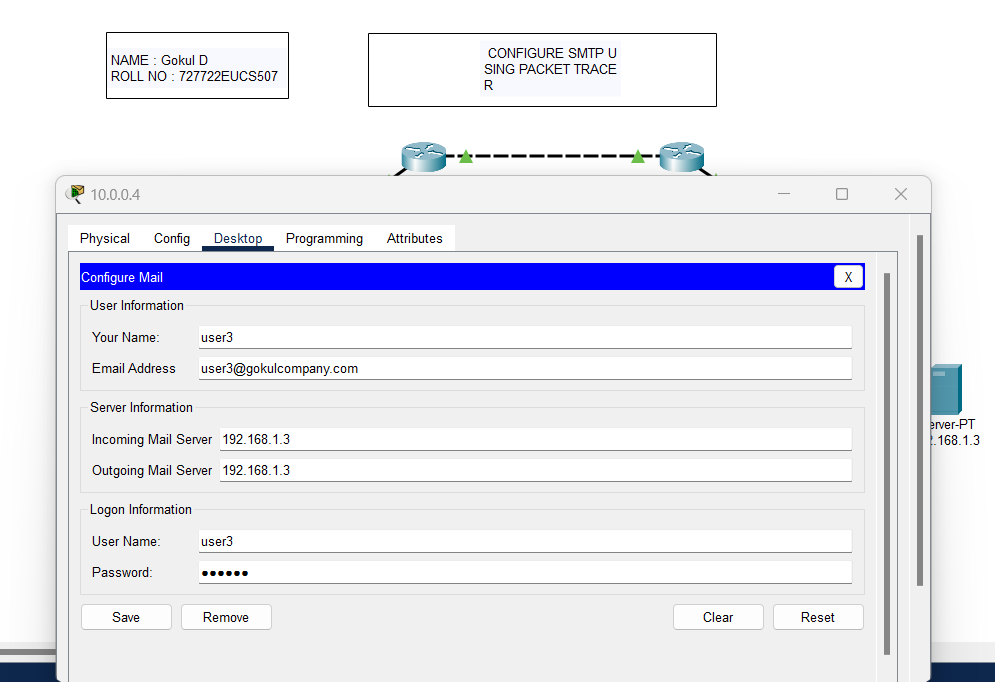 NAME : Gokul D
ROLL NO : 727722EUCS507
CONFIGURE SMTP U
SING PACKET TRACE
R
10.0.0.4
Physical Config Desktop Programming Attributes
Configure Mail X
User Information
Your Name: user3
Email Address user3@gokulcompany.com
Server Information
Incoming Mail Server 192.168.1.3
Outgoing Mail Server 192.168.1.3
Logon Information
User Name: user3
Password: ●●●●●●
Save Remove Clear Reset
erver-PT
2.168.1.3